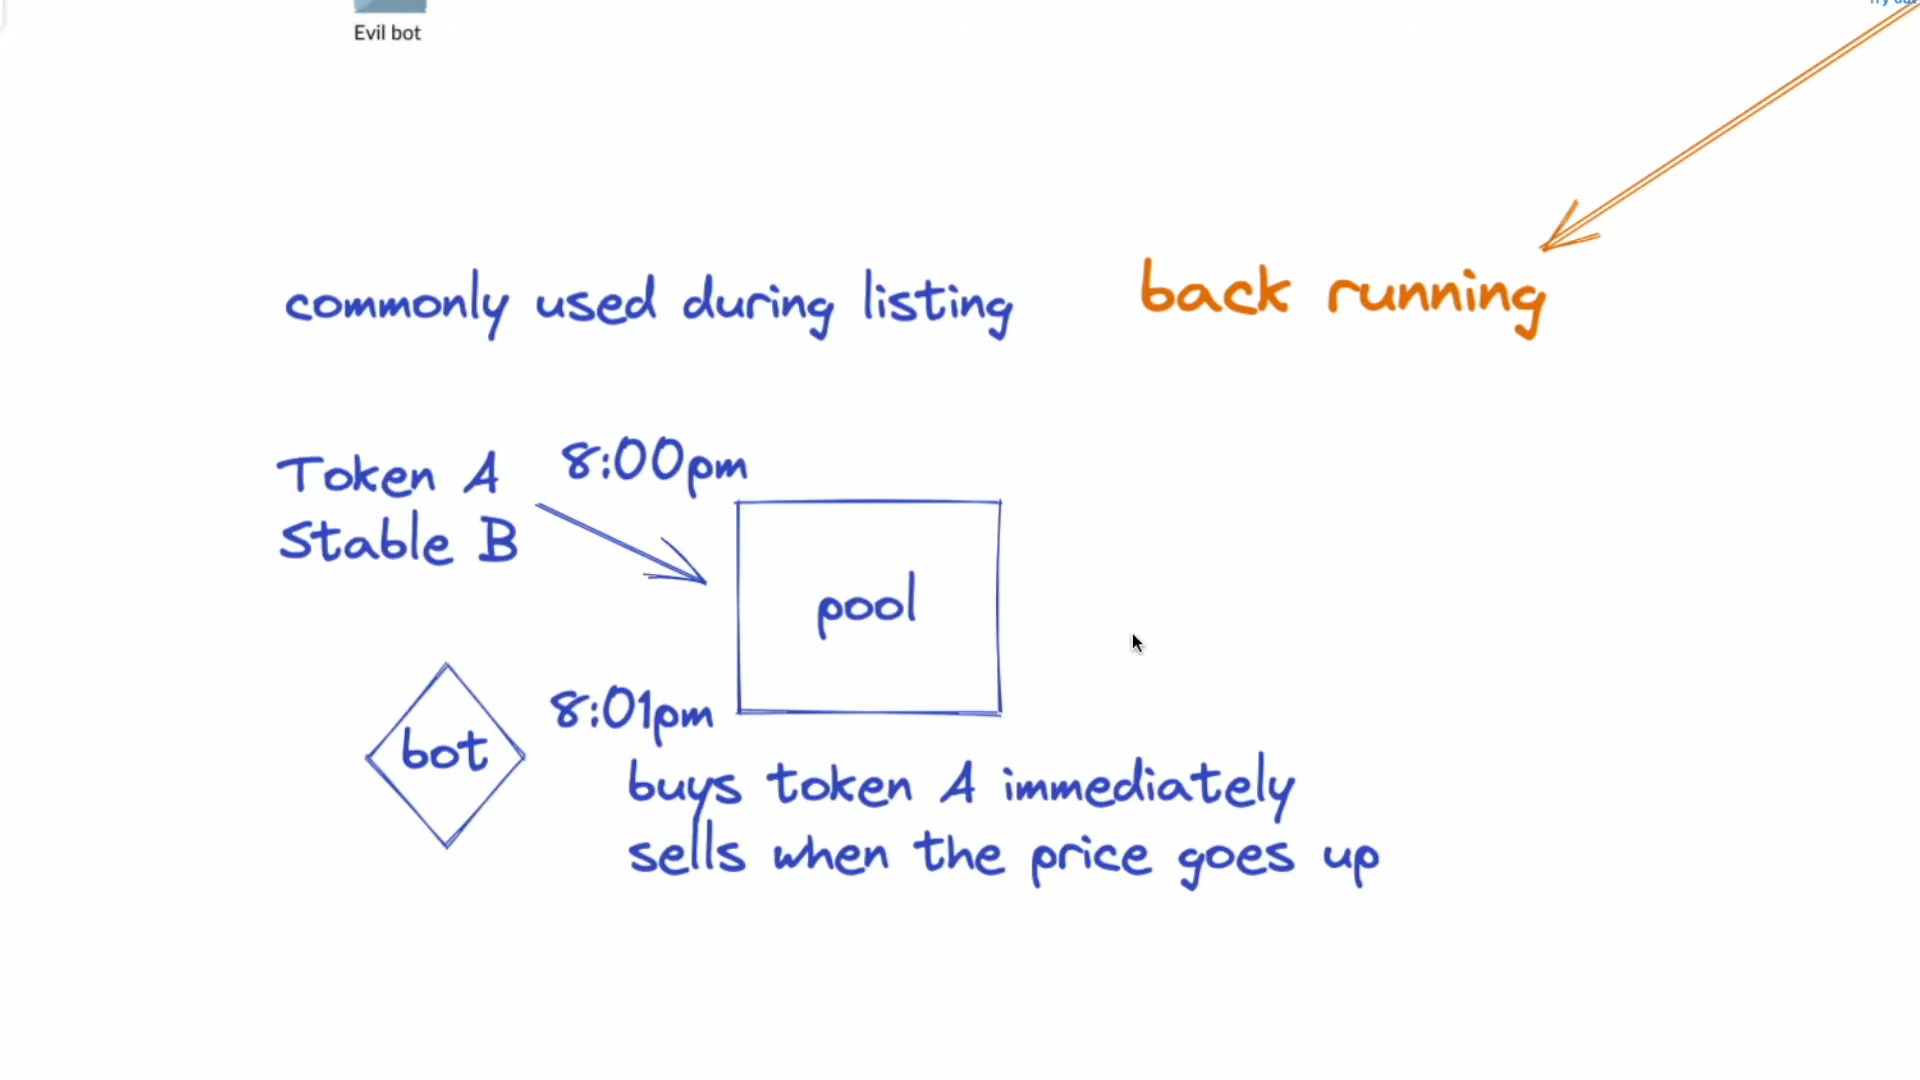 Evil bot
commonly used during listing
back running
Token A
Stable B
8:00pm
pool
bot
8:01pm
buys token A immediately
sells when the price goes up